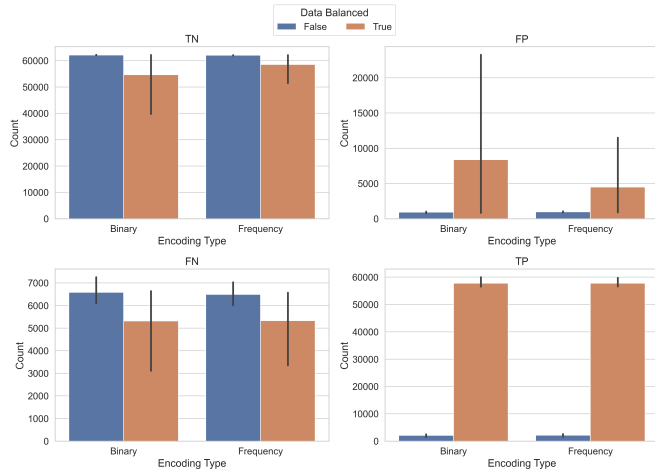 Data Balanced
False True
TN
Count
60000
50000
40000
30000
20000
10000
0
Binary Frequency
Encoding Type
FP
Count
20000
15000
10000
5000
0
Binary Frequency
Encoding Type
FN
Count
7000
6000
5000
4000
3000
2000
1000
0
Binary Frequency
Encoding Type
TP
Count
60000
50000
40000
30000
20000
10000
0
Binary Frequency
Encoding Type